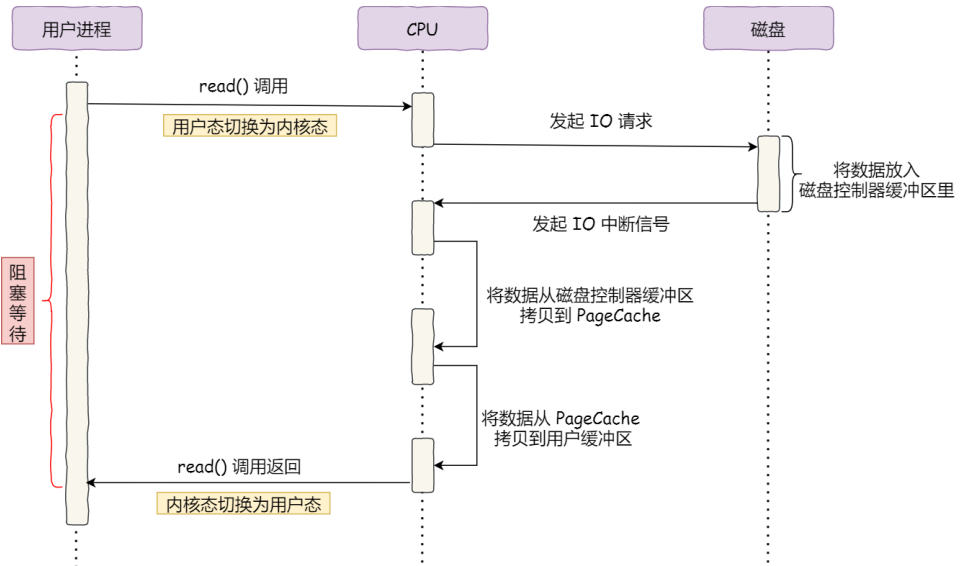 用户进程
CPU
磁盘
read() 调用
用户态切换为内核态
发起 IO 请求
将数据放入
磁盘控制器缓冲区里
发起 IO 中断信号
阻塞等待
将数据从磁盘控制器缓冲区
拷贝到 PageCache
将数据从 PageCache
拷贝到用户缓冲区
read() 调用返回
内核态切换为用户态